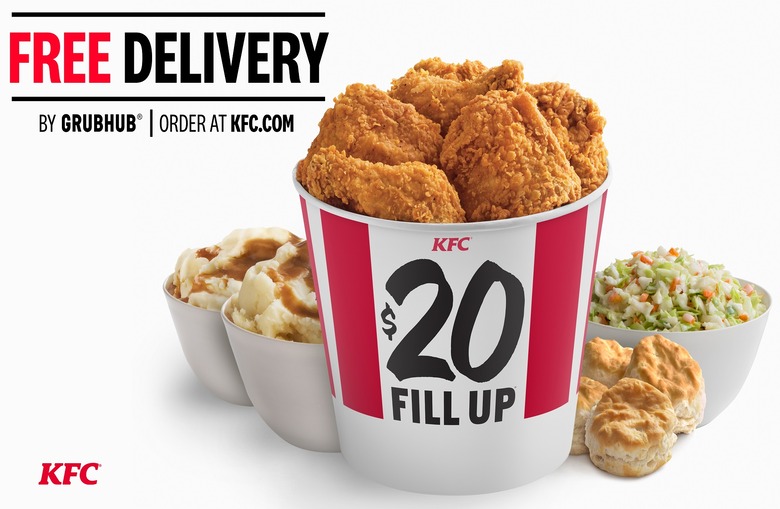 FREE DELIVERY
BY GRUBHUB® | ORDER AT KFC.COM
KFC
$20
FILL UP
KFC